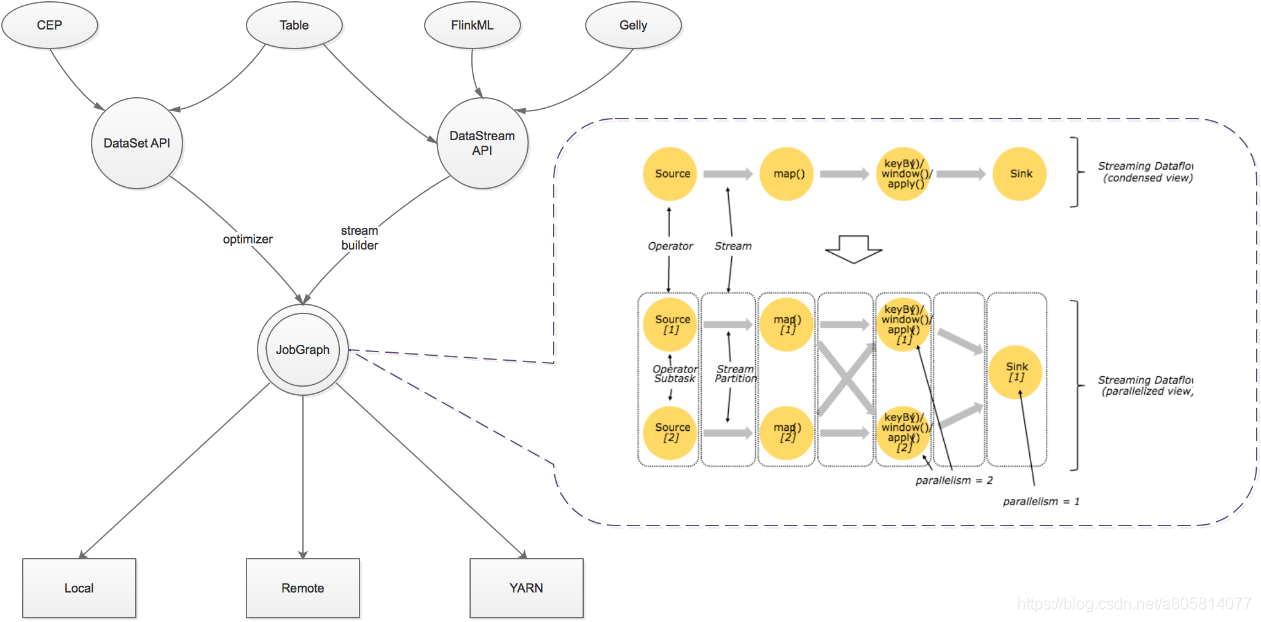 CEP
Table
FlinkML
Gelly
DataSet API
DataStream
API
optimizer
stream
builder
JobGraph
Local
Remote
YARN
Source
map()
keyBy()/
window()/
apply()
Sink
Streaming Dataflow
(condensed view)
Operator
Stream
Source
[1]
map()
[1]
keyBy()/
window()/
apply()
[1]
Operator
Subtask
Stream
Partition
Sink
[1]
Streaming Dataflow
(parallelized view)
Source
[2]
map()
[2]
keyBy()/
window()/
apply()
[2]
parallelism = 2
parallelism = 1
https://blog.csdn.net/a805814077